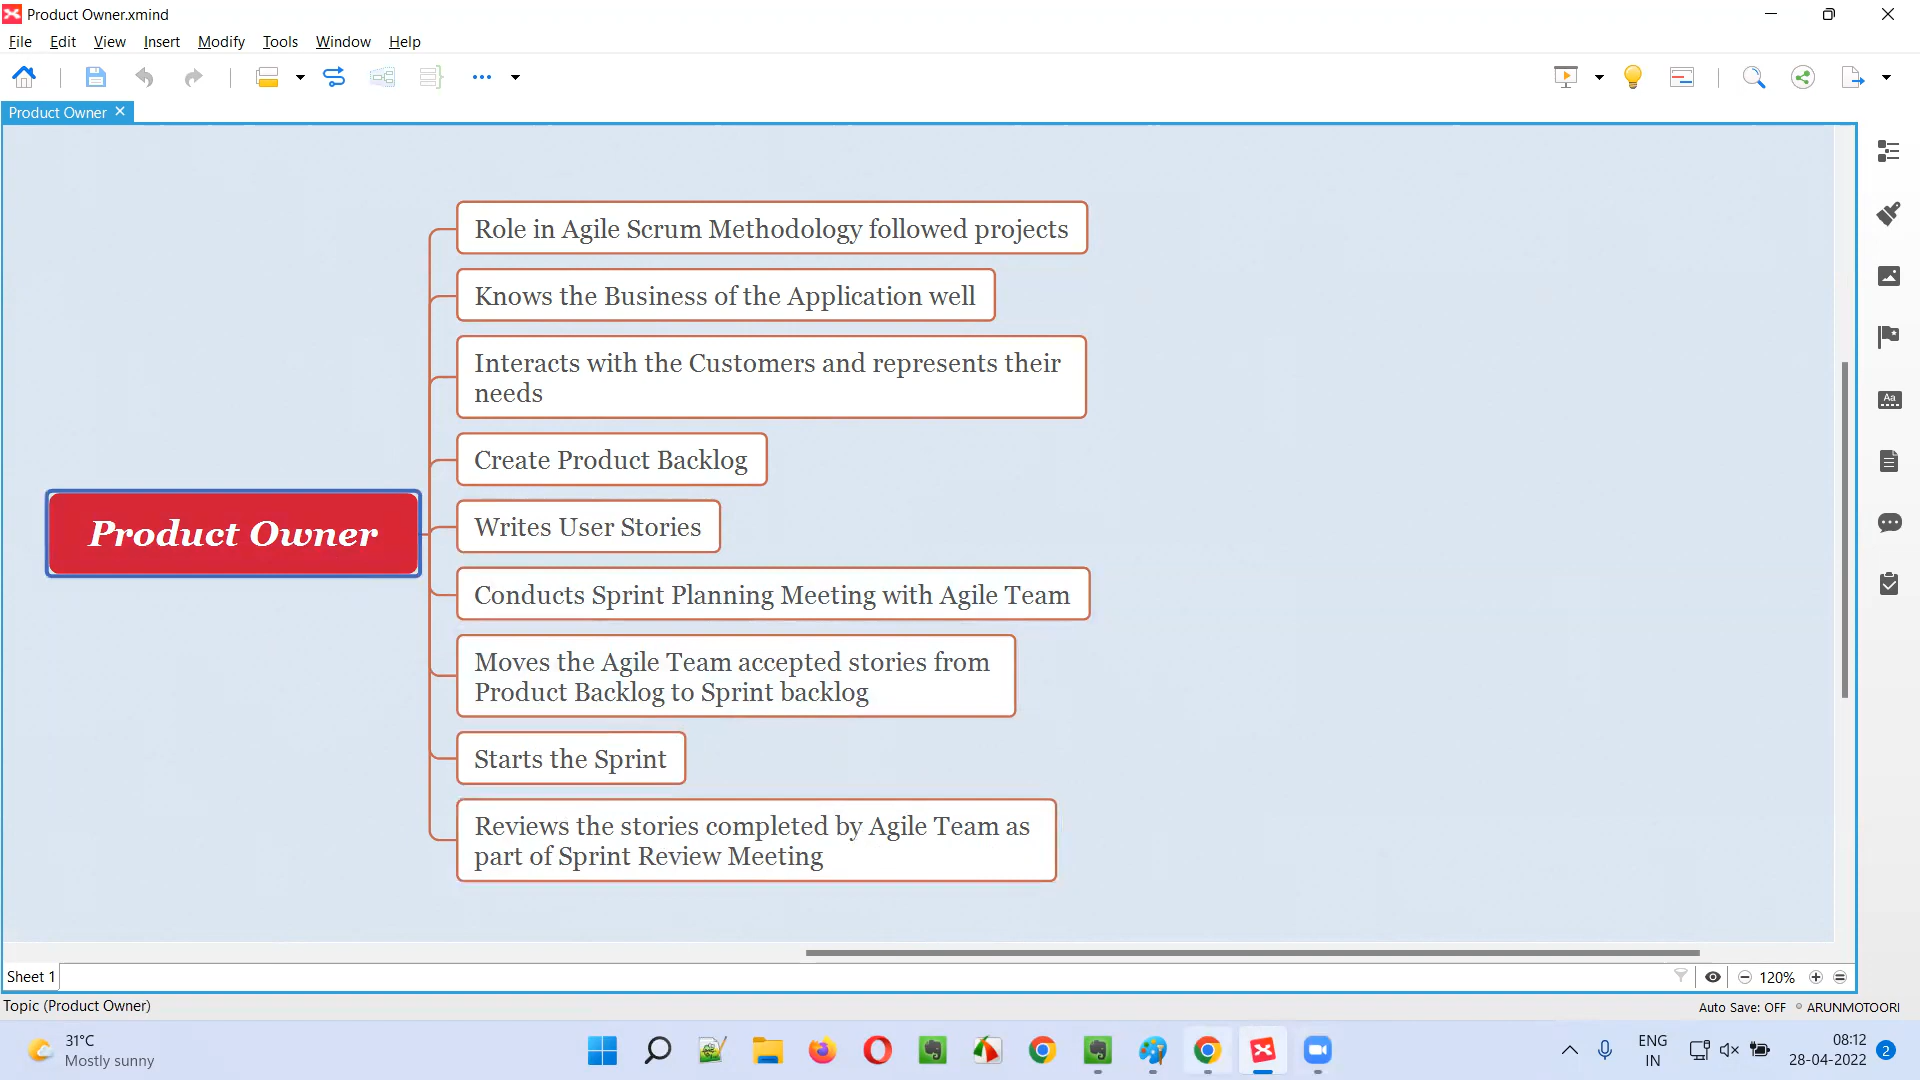 Product Owner.xmind
File Edit View Insert Modify Tools Window Help
Product Owner
Role in Agile Scrum Methodology followed projects
Knows the Business of the Application well
Interacts with the Customers and represents their
needs
Create Product Backlog
Product Owner
Writes User Stories
Conducts Sprint Planning Meeting with Agile Team
Moves the Agile Team accepted stories from
Product Backlog to Sprint backlog
Starts the Sprint
Reviews the stories completed by Agile Team as
part of Sprint Review Meeting
Aa
Sheet 1
120%
Topic (Product Owner)
Auto Save: OFF ARUNMOTOORI
31°C
Mostly sunny
ENG
IN
08:12
28-04-2022
2